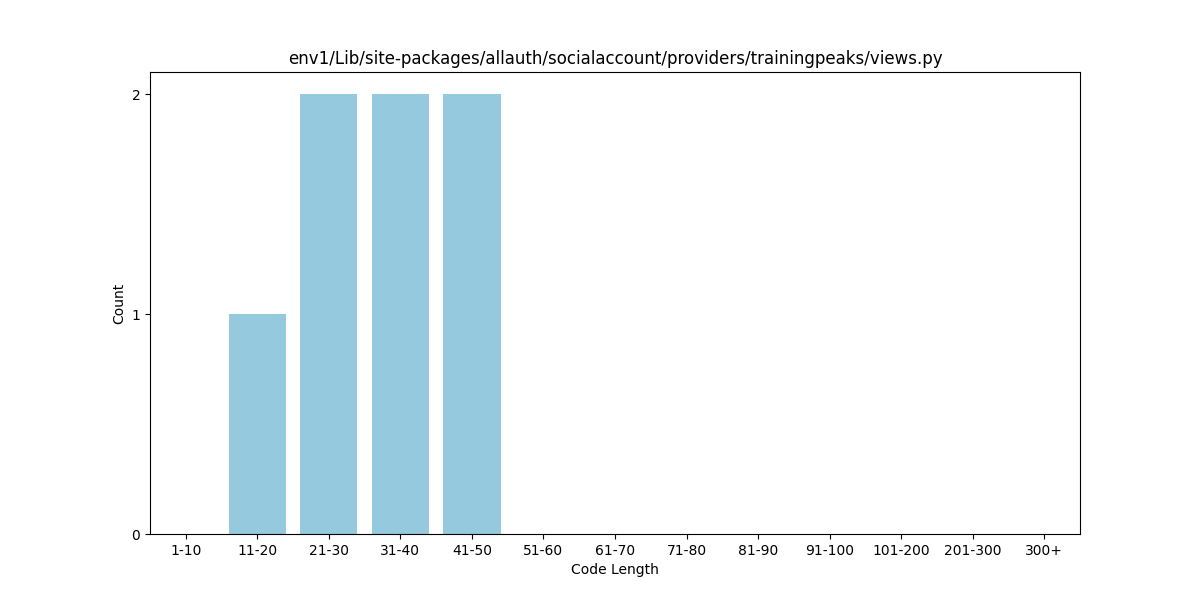 env1/Lib/site-packages/allauth/socialaccount/providers/trainingpeaks/views.py
2
1
0
Count
1-10 11-20 21-30 31-40 41-50 51-60 61-70 71-80 81-90 91-100 101-200 201-300 300+
Code Length